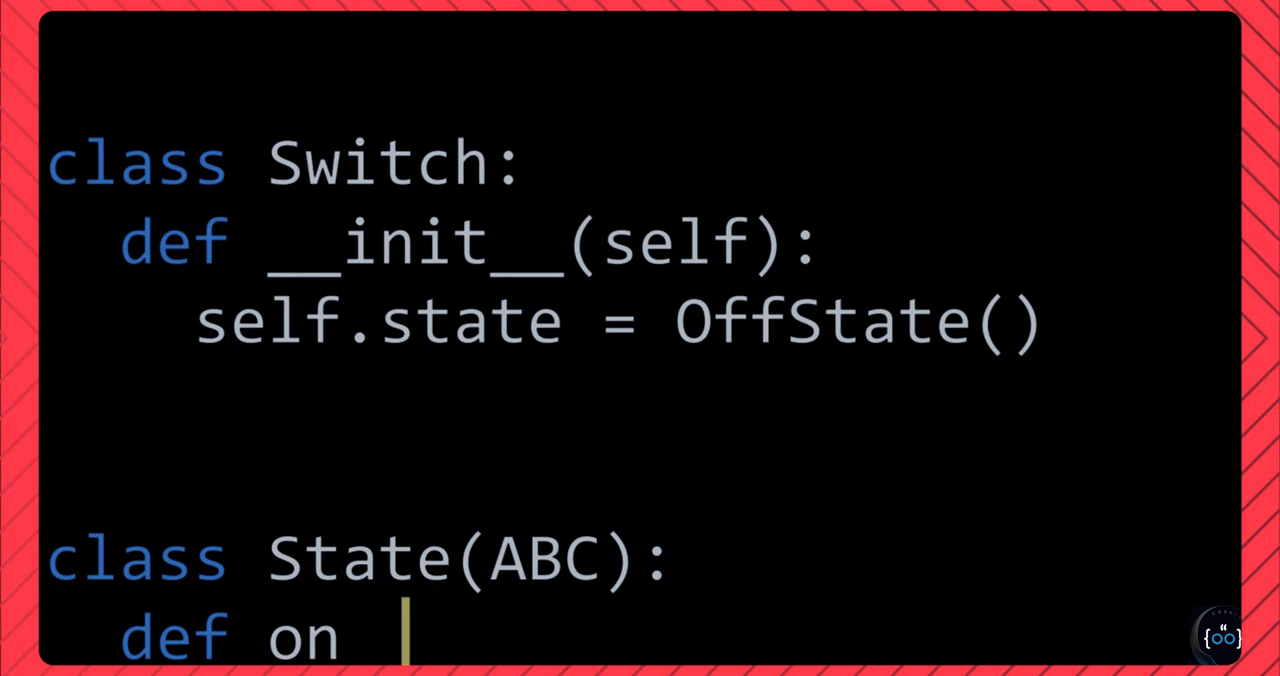 class Switch:
  def __init__(self):
    self.state = OffState()
class State(ABC):
  def on